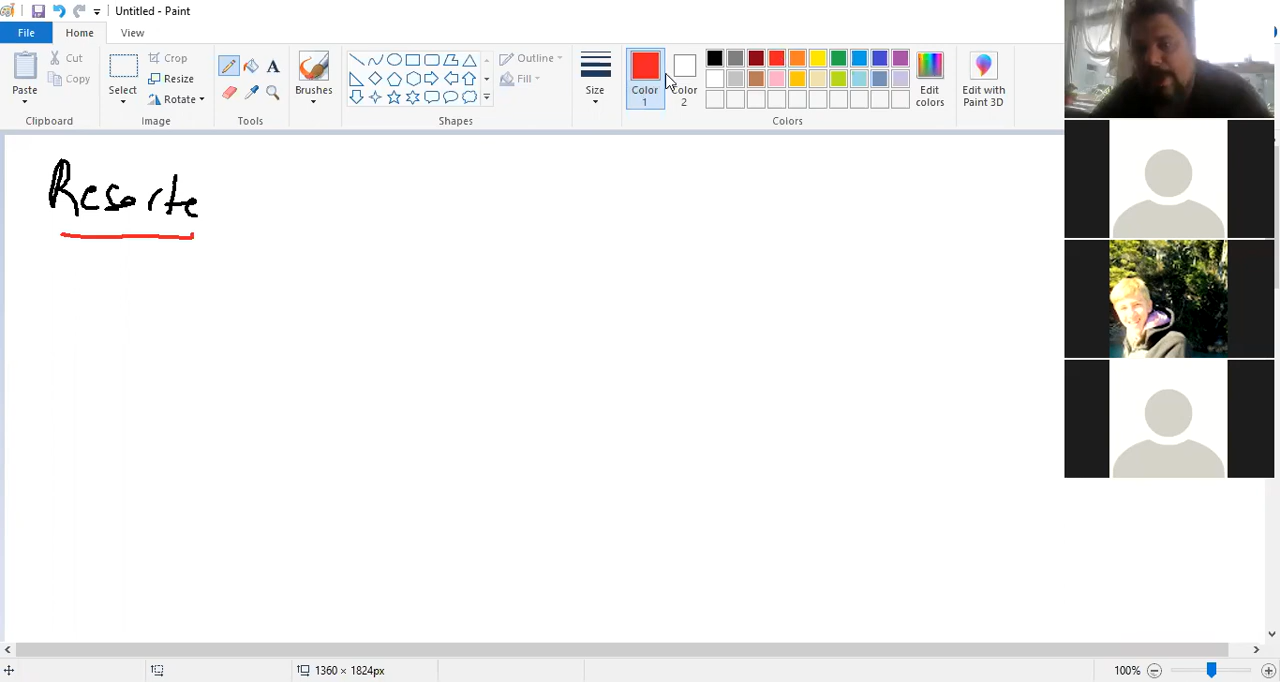 Untitled - Paint
File Home View
Paste
Cut
Copy
Clipboard
Select
Crop
Resize
Rotate
Image
A
Tools
Brushes
Shapes
Outline
Fill
Size
Color 1
Color 2
Colors
Edit colors
Edit with Paint 3D
Resorte
1360 × 1824px
100%